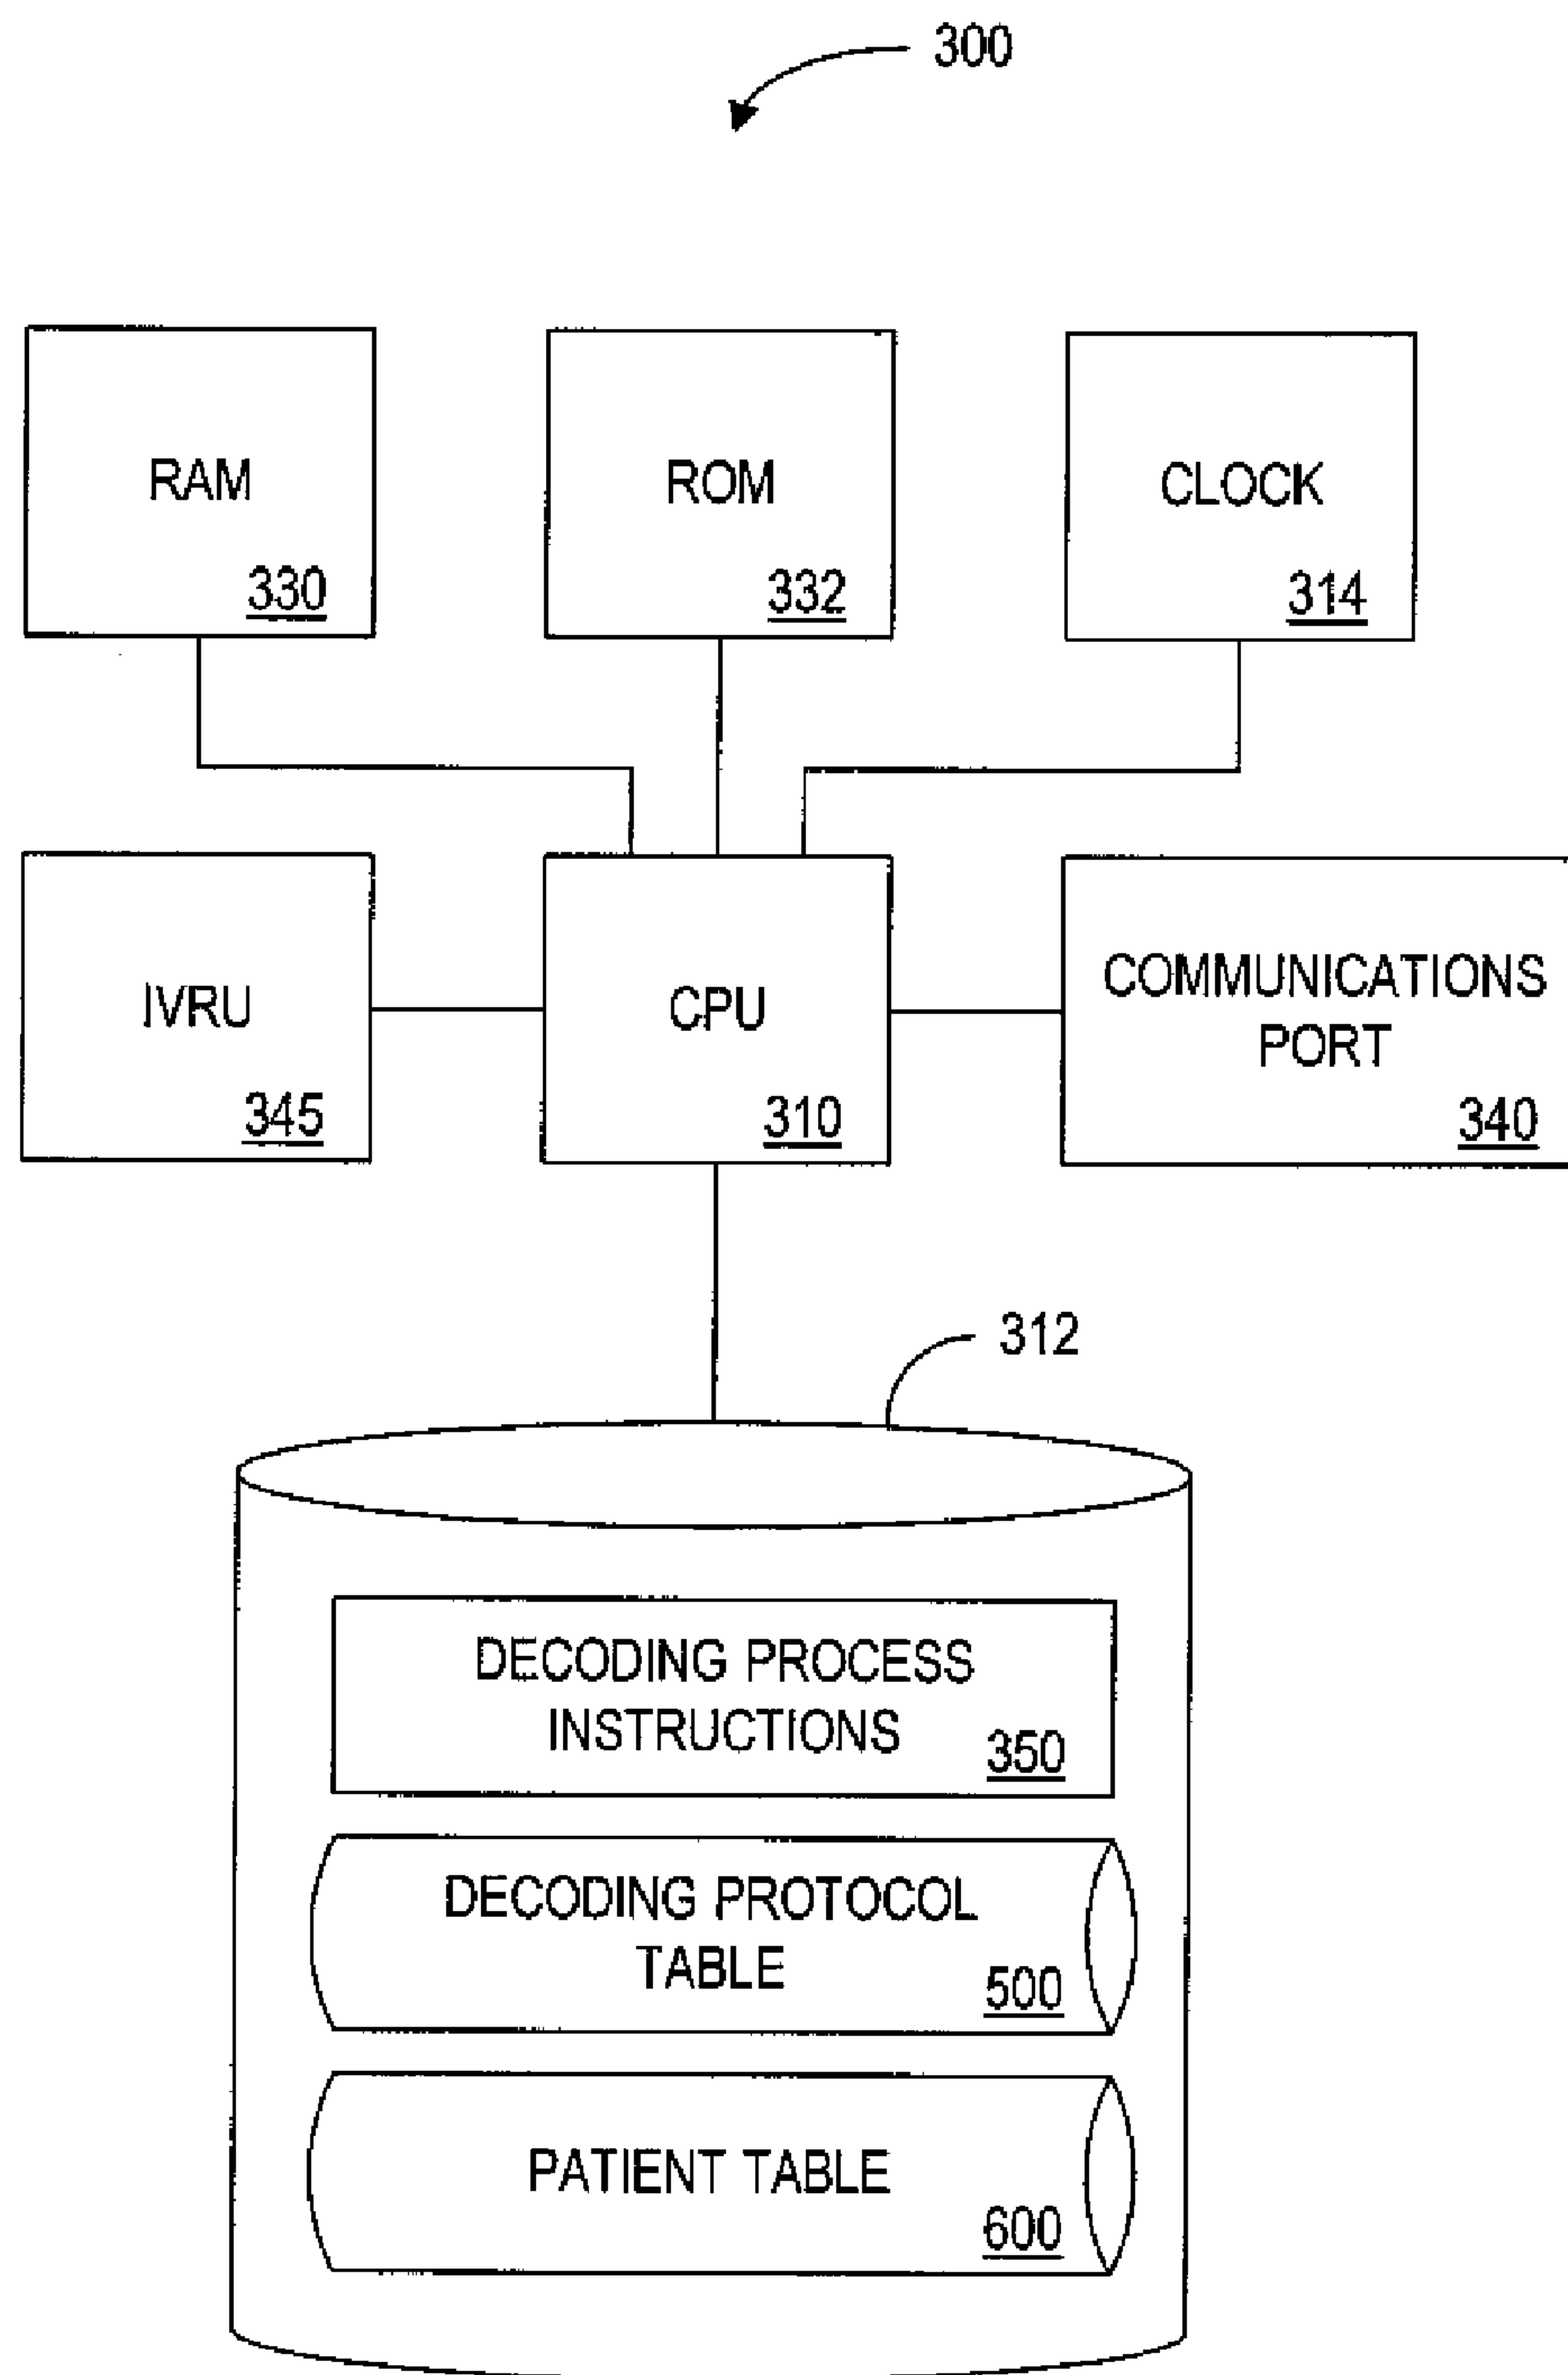 300
RAM
330
ROM
332
CLOCK
314
IVRU
345
CPU
310
COMMUNICATIONS
PORT
340
312
DECODING PROCESS
INSTRUCTIONS
350
DECODING PROTOCOL
TABLE
500
PATIENT TABLE
600